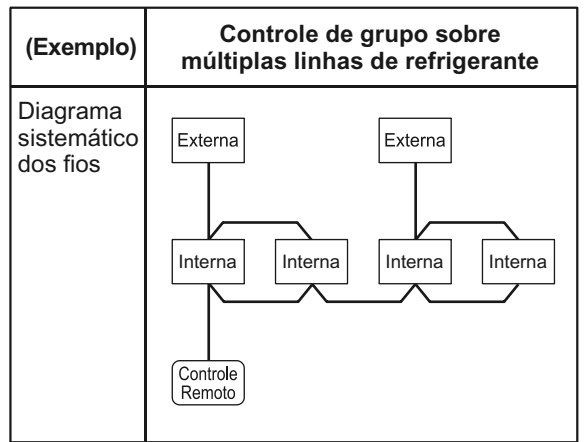 (Exemplo)
Controle de grupo sobre
múltiplas linhas de refrigerante
Diagrama
sistemático
dos fios
Externa
Externa
Interna
Interna
Interna
Interna
Controle
Remoto